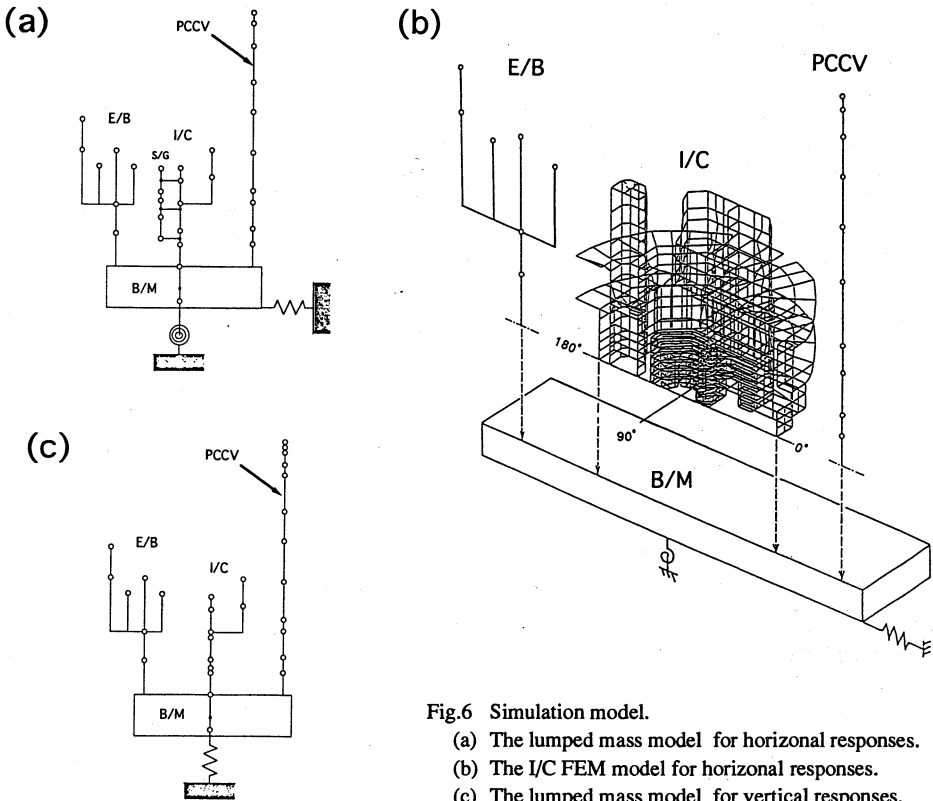 (a)
PCCV
E/B
I/C
S/G
B/M
(b)
E/B
PCCV
I/C
180°
90°
0°
B/M
(c)
PCCV
E/B
I/C
B/M
Fig.6 Simulation model.
(a) The lumped mass model for horizonal responses.
(b) The I/C FEM model for horizonal responses.
(c) The lumped mass model for vertical responses.